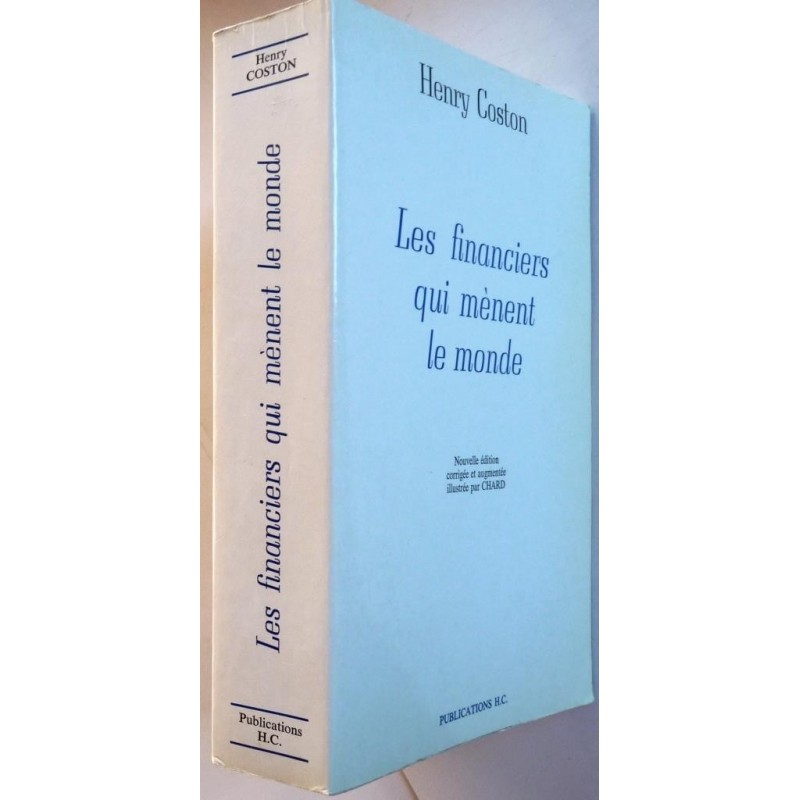 Henry
COSTON
Les financiers qui mènent le monde
Publications
H.C.
Henry Coston
Les financiers
qui mènent
le monde
Nouvelle édition
corrigée et augmentée
illustrée par CHARD
PUBLICATIONS H.C.